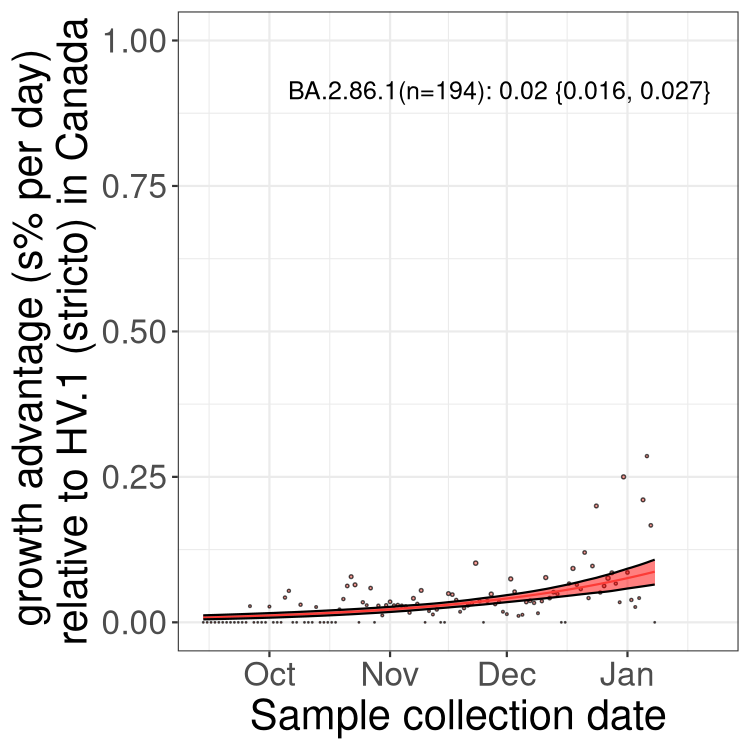 growth advantage (s% per day)
relative to HV.1 (stricto) in Canada
1.00
0.75
0.50
0.25
0.00
BA.2.86.1(n=194): 0.02 {0.016, 0.027}
Oct
Nov
Dec
Jan
Sample collection date